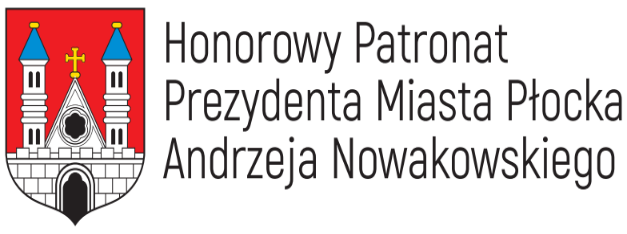 Honorowy Patronat
Prezydenta Miasta Płocka
Andrzeja Nowakowskiego